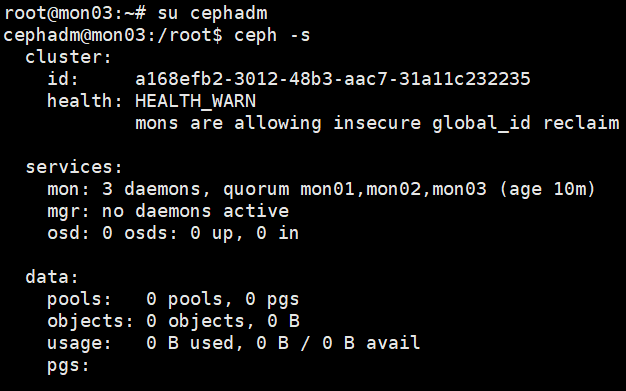 root@mon03:~# su cephadm
cephadm@mon03:/root$ ceph -s
  cluster:
    id:     a168efb2-3012-48b3-aac7-31a11c232235
    health: HEALTH_WARN
            mons are allowing insecure global_id reclaim

  services:
    mon: 3 daemons, quorum mon01,mon02,mon03 (age 10m)
    mgr: no daemons active
    osd: 0 osds: 0 up, 0 in

  data:
    pools:   0 pools, 0 pgs
    objects: 0 objects, 0 B
    usage:   0 B used, 0 B / 0 B avail
    pgs: